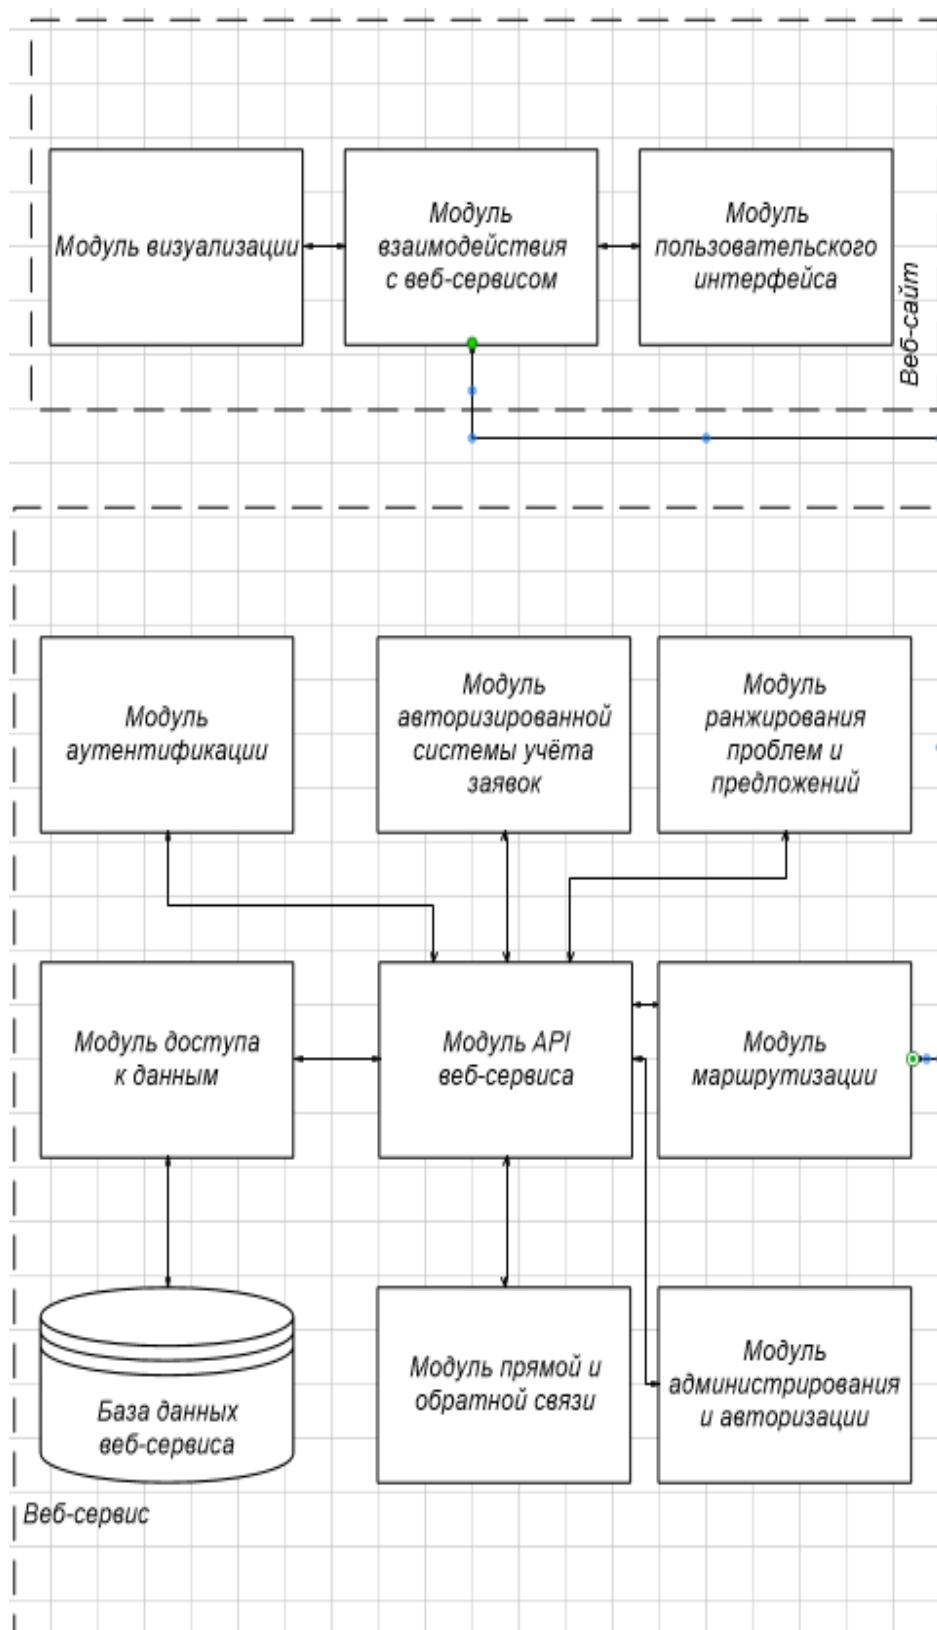 Модуль визуализации
Модуль
взаимодействия
с веб-сервисом
Модуль
пользовательского
интерфейса
Веб-сайт
Модуль
аутентификации
Модуль
авторизированной
системы учёта
заявок
Модуль
ранжирования
проблем и
предложений
Модуль доступа
к данным
Модуль API
веб-сервиса
Модуль
маршрутизации
База данных
веб-сервиса
Модуль прямой и
обратной связи
Модуль
администрирования
и авторизации
Веб-сервис